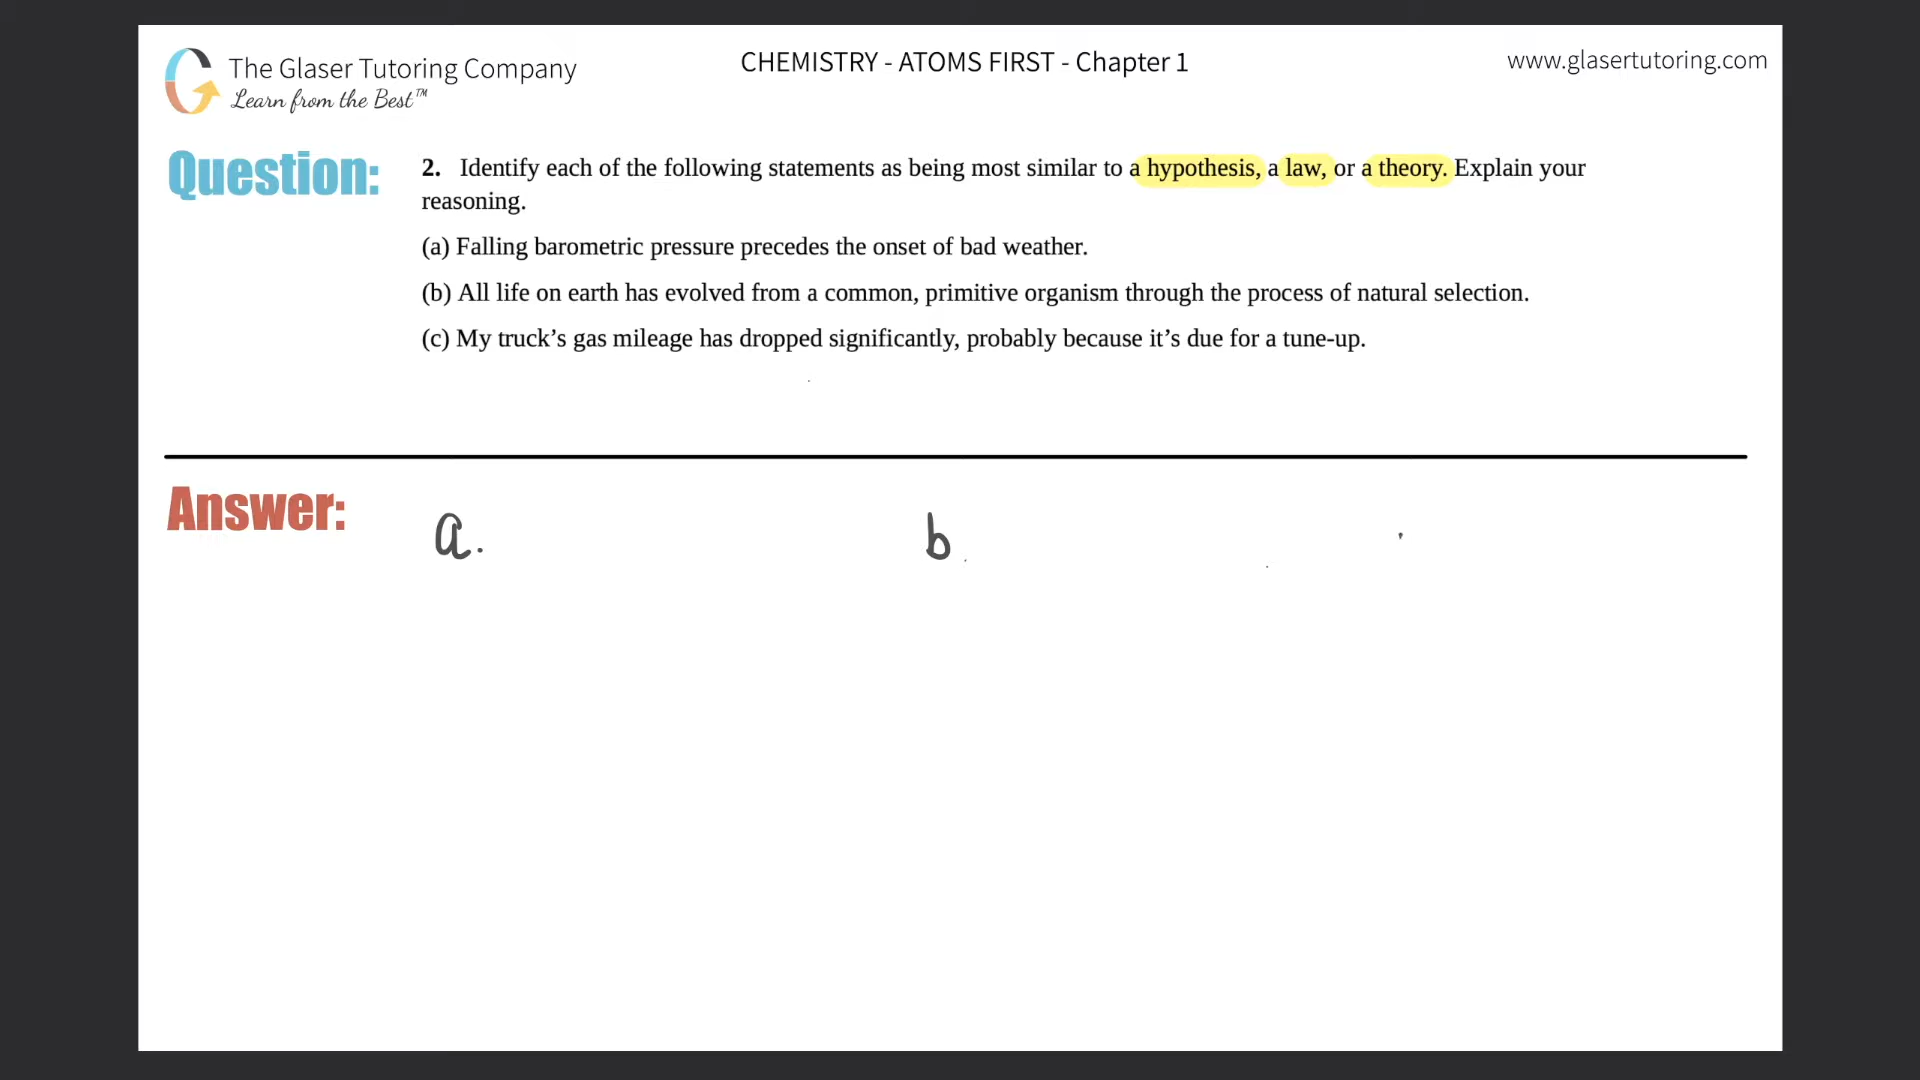 The Glaser Tutoring Company
Learn from the Best™
CHEMISTRY - ATOMS FIRST - Chapter 1
www.glasertutoring.com
Question:
2. Identify each of the following statements as being most similar to a hypothesis, a law, or a theory. Explain your
reasoning.
(a) Falling barometric pressure precedes the onset of bad weather.
(b) All life on earth has evolved from a common, primitive organism through the process of natural selection.
(c) My truck’s gas mileage has dropped significantly, probably because it’s due for a tune-up.
Answer:
a. b.